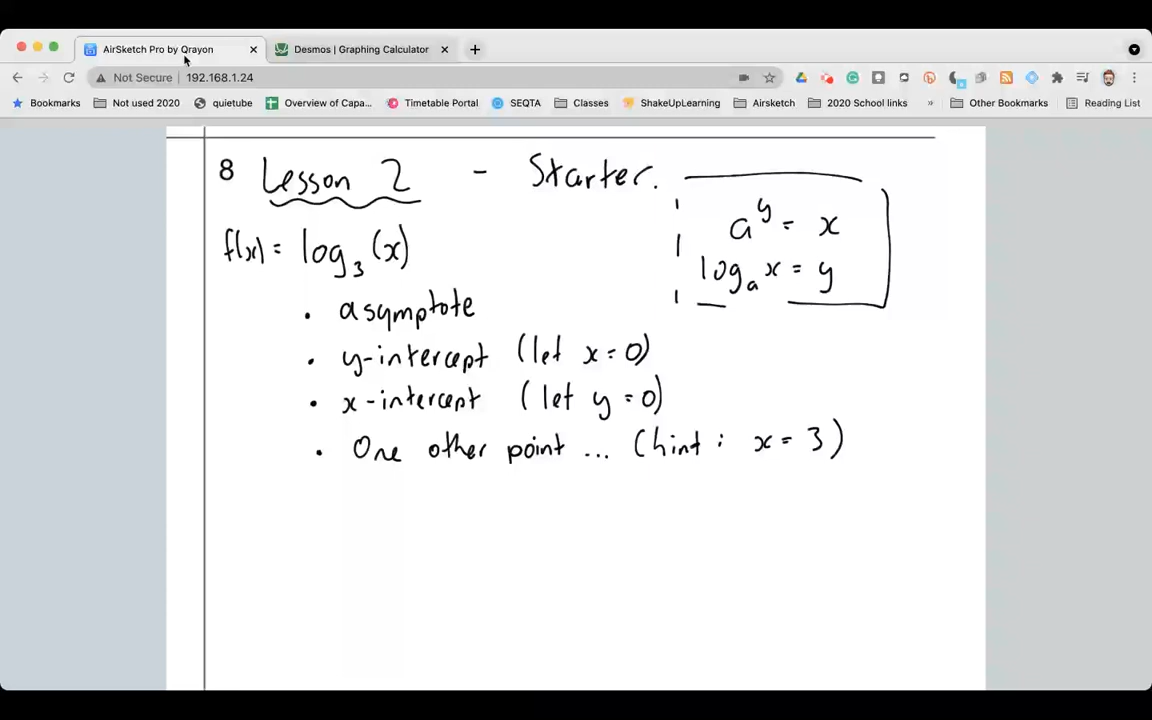 AirSketch Pro by Qrayon
Desmos | Graphing Calculator
Not Secure 192.168.1.24
Bookmarks Not used 2020 quietube Overview of Capa... Timetable Portal SEQTA Classes ShakeUpLearning Airsketch 2020 School links » Other Bookmarks Reading List
8 Lesson 2 - Starter.
a^y = x
f(x) = log₃(x)
logₐx = y
• asymptote
• y-intercept (let x = 0)
• x-intercept (let y = 0)
• One other point ... (hint : x = 3)